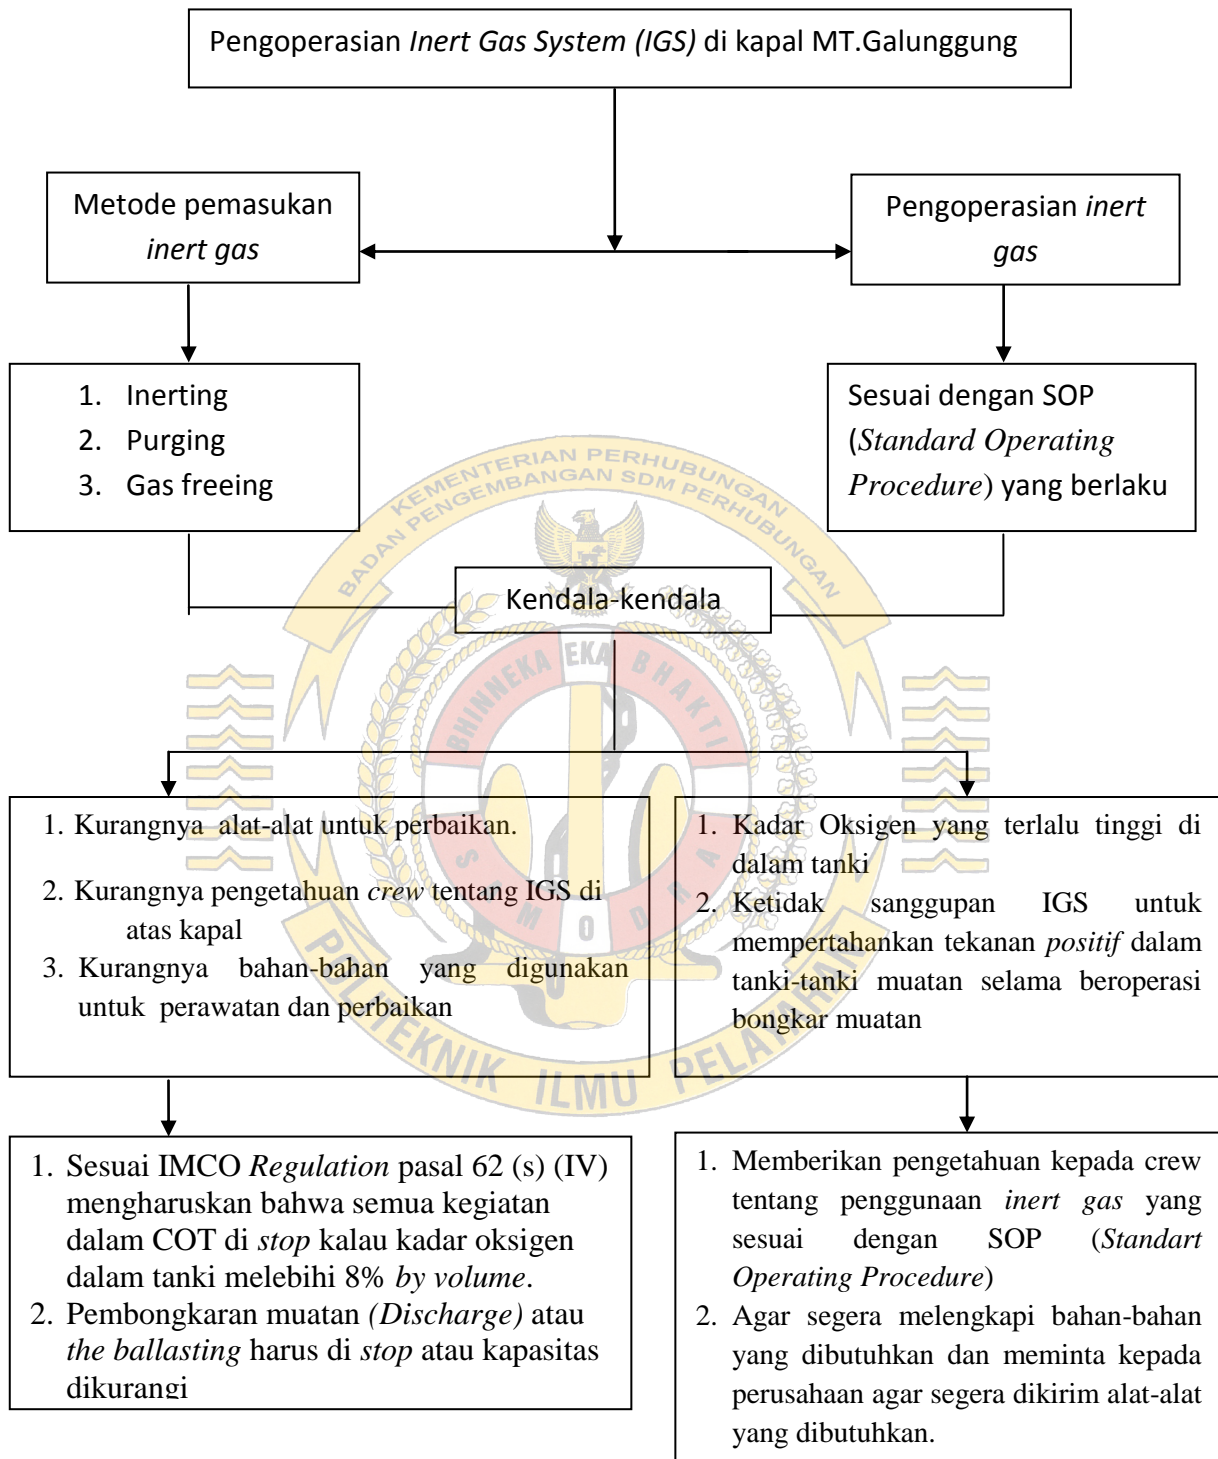 Pengoperasian Inert Gas System (IGS) di kapal MT.Galunggung
Metode pemasukan
inert gas
Pengoperasian inert
gas
1. Inerting
2. Purging
3. Gas freeing
Sesuai dengan SOP
(Standard Operating
Procedure) yang berlaku
KEMENTERIAN PERHUBUNGAN
BADAN PENGEMBANGAN SDM PERHUBUNGAN
Kendala-kendala
BHINNEKA EKA BHAKTI
SAMODRA
POLITEKNIK ILMU PELAYARAN
1. Kurangnya alat-alat untuk perbaikan.
2. Kurangnya pengetahuan crew tentang IGS di
atas kapal
3. Kurangnya bahan-bahan yang digunakan
untuk perawatan dan perbaikan
1. Kadar Oksigen yang terlalu tinggi di
dalam tanki
2. Ketidak sanggupan IGS untuk
mempertahankan tekanan positif dalam
tanki-tanki muatan selama beroperasi
bongkar muatan
1. Sesuai IMCO Regulation pasal 62 (s) (IV)
mengharuskan bahwa semua kegiatan
dalam COT di stop kalau kadar oksigen
dalam tanki melebihi 8% by volume.
2. Pembongkaran muatan (Discharge) atau
the ballasting harus di stop atau kapasitas
dikurangi
1. Memberikan pengetahuan kepada crew
tentang penggunaan inert gas yang
sesuai dengan SOP (Standart
Operating Procedure)
2. Agar segera melengkapi bahan-bahan
yang dibutuhkan dan meminta kepada
perusahaan agar segera dikirim alat-alat
yang dibutuhkan.